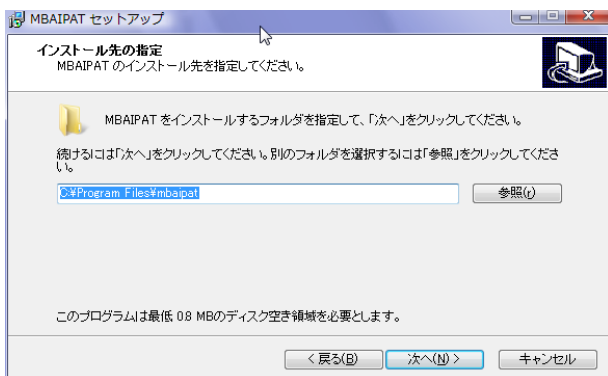 MBAIPAT セットアップ
インストール先の指定
MBAIPAT のインストール先を指定してください。
MBAIPAT をインストールするフォルダを指定して、「次へ」をクリックしてください。
続けるには「次へ」をクリックしてください。別のフォルダを選択するには「参照」をクリックしてくださ
い。
C:¥Program Files¥mbaipat
参照(r)
このプログラムは最低 0.8 MBのディスク空き領域を必要とします。
< 戻る(B)
次へ(N) >
キャンセル